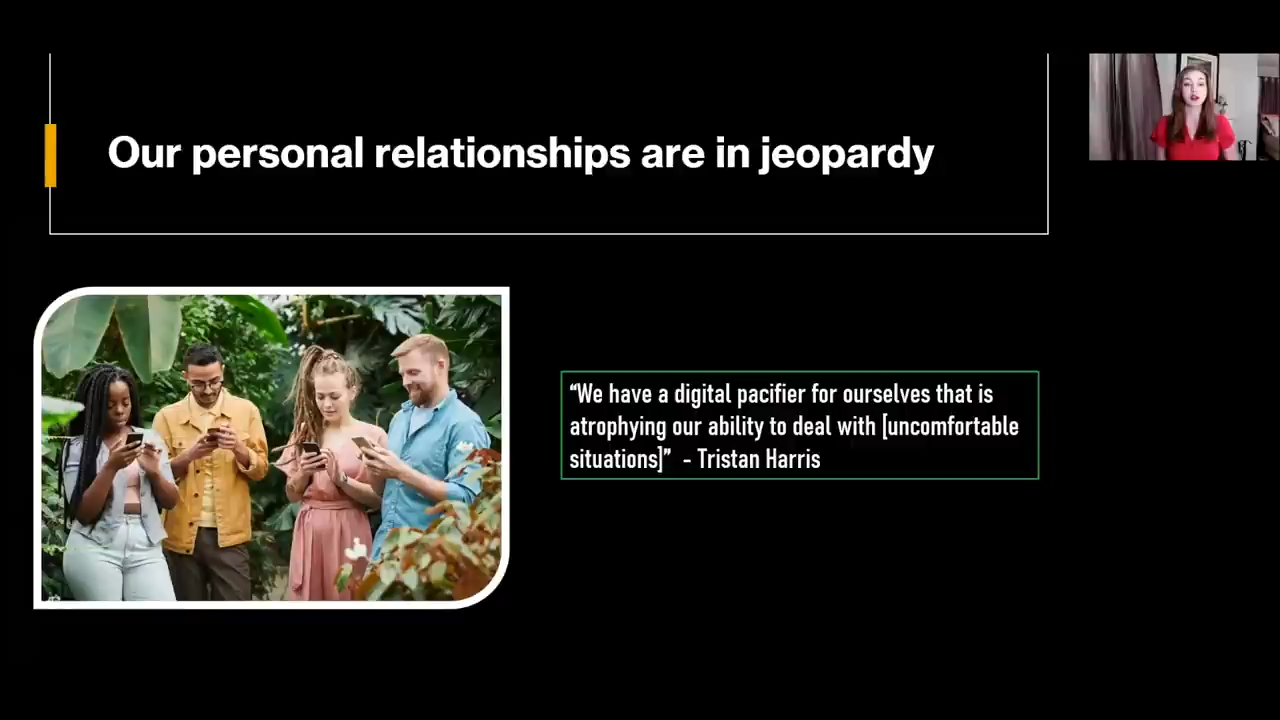 Our personal relationships are in jeopardy
“We have a digital pacifier for ourselves that is
atrophying our ability to deal with [uncomfortable
situations]” - Tristan Harris